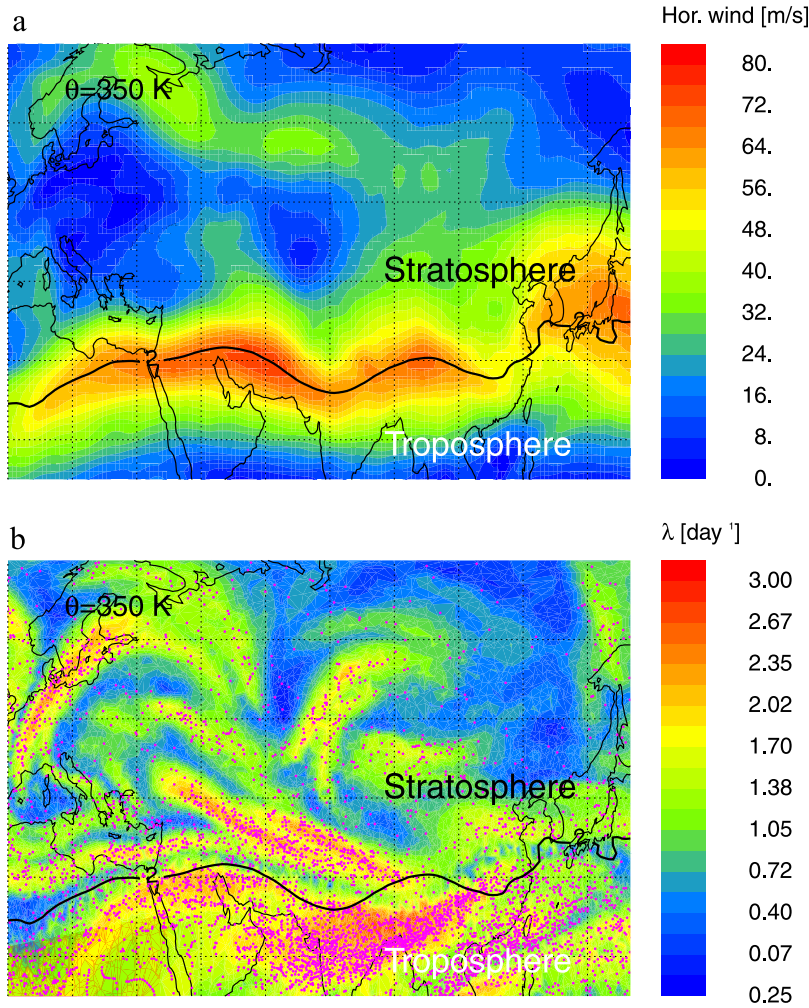 a
Hor. wind [m/s]
θ=350 K
80.
72.
64.
56.
48.
40.
32.
24.
16.
8.
0.
Stratosphere
Troposphere
b
λ [day ¹]
θ=350 K
3.00
2.67
2.35
2.02
1.70
1.38
1.05
0.72
0.40
0.07
0.25
Stratosphere
Troposphere